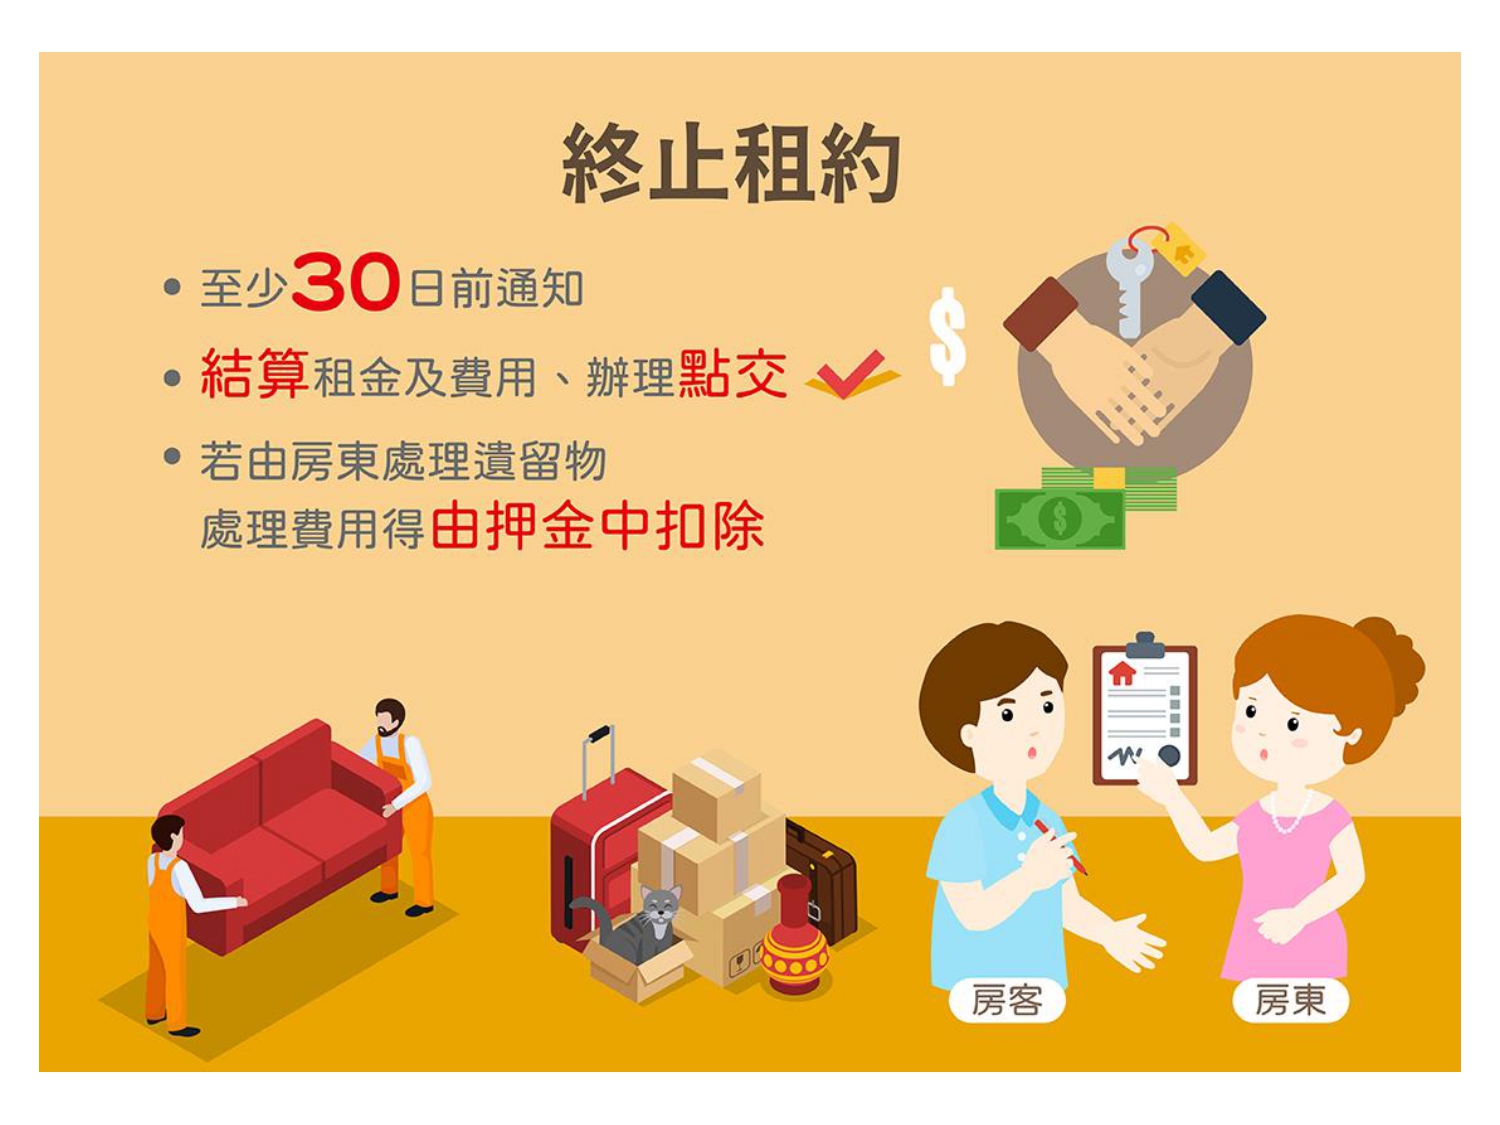 終止租約
• 至少30日前通知
• 結算租金及費用、辦理點交
$
• 若由房東處理遺留物
處理費用得由押金中扣除
$
房客
房東